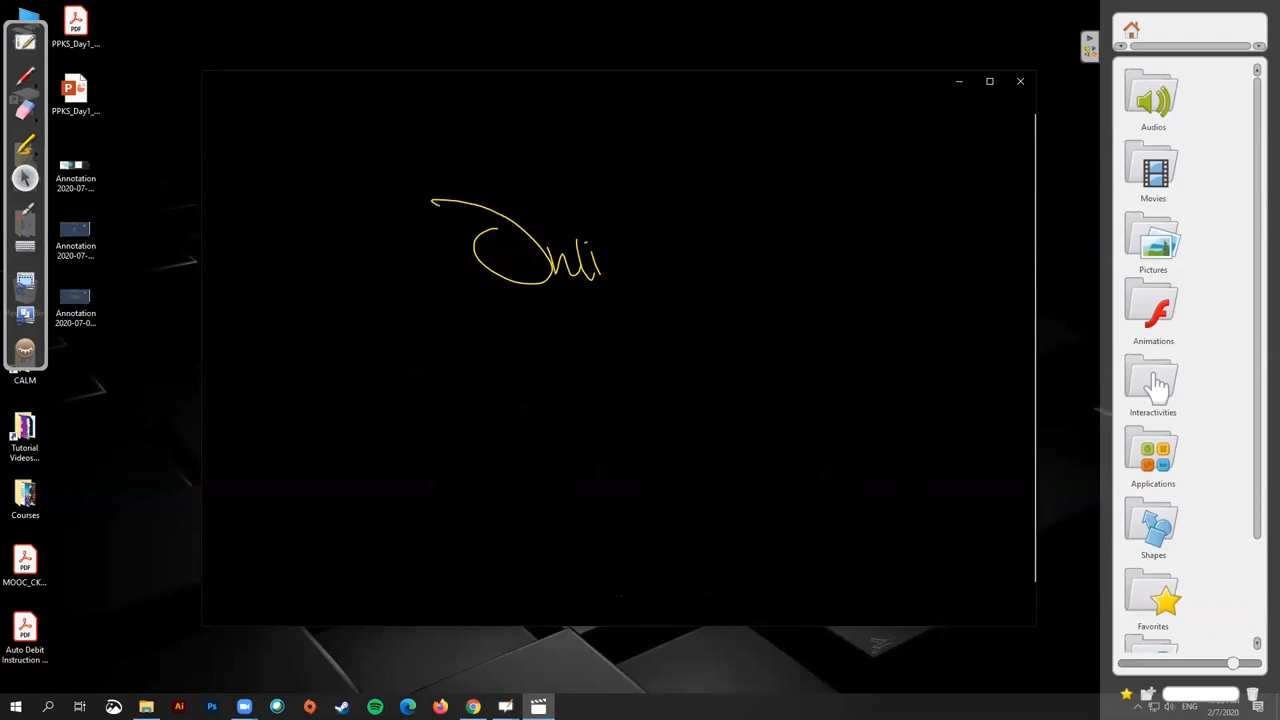 PPKS_Day1_...
PPKS_Day1_...
Annotation
2020-07-...
Annotation
2020-07-...
Annotation
2020-07-0...
CALM
Tutorial
Videos...
Courses
MOOC_CK...
Auto Debit
Instruction ...
Audios
Movies
Pictures
Animations
Interactivities
Applications
Shapes
Favorites
ENG
2/7/2020